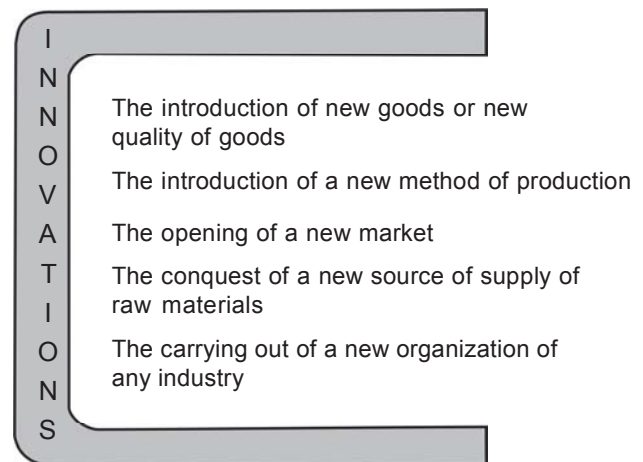 INNOVATIONS
The introduction of new goods or new
quality of goods
The introduction of a new method of production
The opening of a new market
The conquest of a new source of supply of
raw materials
The carrying out of a new organization of
any industry